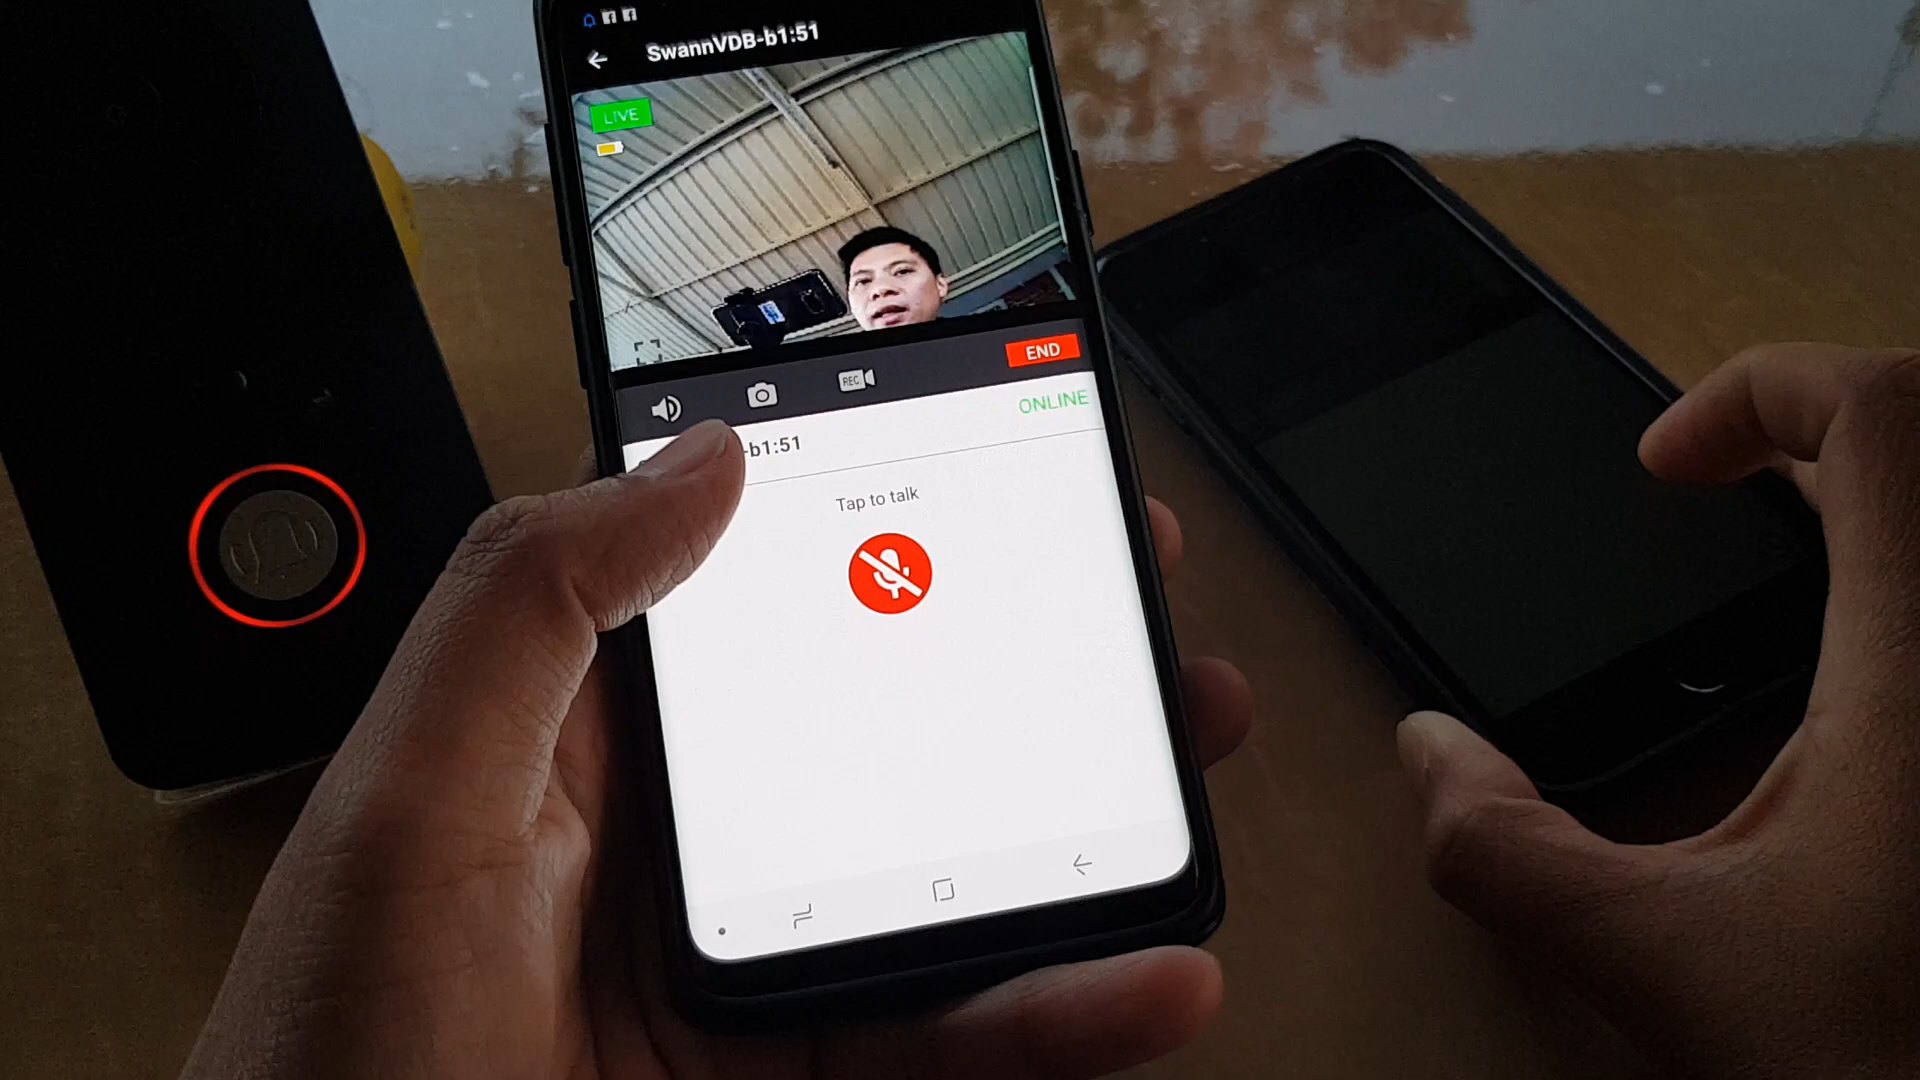 SwannVDB-b1:51
LIVE
END
REC
ONLINE
-b1:51
Tap to talk